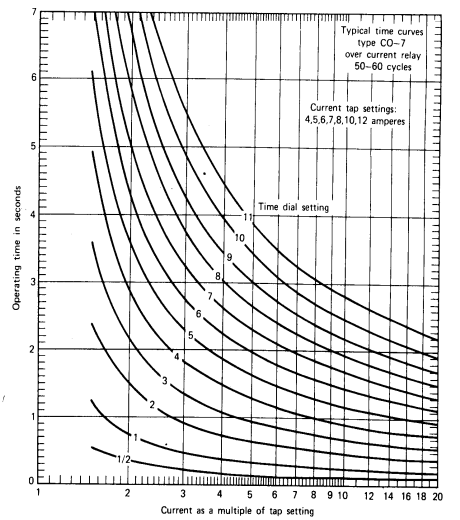 Typical time curves
type CO-7
over current relay
50-60 cycles
Current tap settings:
4,5,6,7,8,10,12 amperes
Time dial setting
11
10
9
8
7
6
5
4
3
2
1
1/2
Operating time in seconds
7
6
5
4
3
2
1
0
1 2 3 4 5 6 7 8 9 10 12 14 16 18 20
Current as a multiple of tap setting